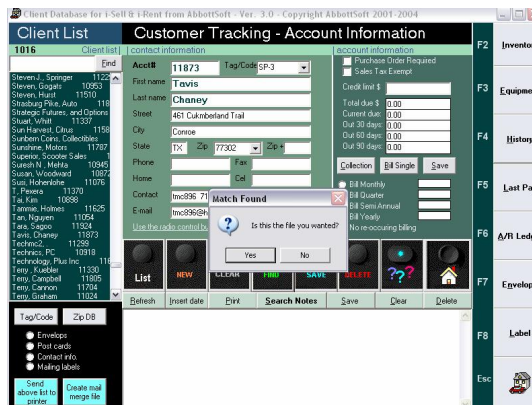 Client Database for i-Sell & i-Rent from AbbottSoft - Ver. 3.0 - Copyright AbbottSoft 2001-2004
Client List
Customer Tracking - Account Information
1016 Client list
contact information
account information
Find
Steven J., Springer 1122
Steven, Gogats 10953
Steven, Hurst 11510
Strasburg Pike, Auto 118
Strategic Futures, and Options
Stuart, Whitt 11337
Sun Harvest, Citrus 1158
Sunbern Coins, Collectibles
Sunshine, Motors 11787
Superior, Scooter Sales 1
Suresh N., Mehta 10945
Susan, Woodward 1087
Susi, Hohenlohe 11076
T, Pexera 11370
Tai, Kim 10898
Tammie, Holmes 11625
Tan, Nguyen 11054
Tara, Sagoo 11924
Tavis, Chaney 11873
Techmc2, 11299
Technics, PC 10918
Technology, Plus Inc 116
Terry, Kuebler 11330
Terry, Campbell 11805
Terry, Cannon 11704
Terry, Graham 11024
Acct# 11873 Tag/Code SP-3
First name Tavis
Last name Chaney
Street 461 Cukmberland Trail
City Conroe
State TX Zip 77302 Zip +
Phone Fax
Home Cel
Contact tmc896 71
E-mail tmc896@h
Use the radio control bu
Purchase Order Required
Sales Tax Exempt
Credit limit $
Total due $ 0.00
Current due: 0.00
Out 30 days: 0.00
Out 60 days: 0.00
Out 90 days: 0.00
Collection Bill Single Save
Bill Monthly
Bill Quarter
Bill Semi Annual
Bill Yearly
No re-occuring billing
Match Found
Is this the file you wanted?
Yes No
List NEW CLEAR FIND SAVE DELETE ???
Refresh Insert date Print Search Notes Save Clear Delete
Tag/Code Zip DB
Envelops
Post cards
Contact info.
Mailing labels
Send above list to printer
Create mail merge file
F2 Inventor
F3 Equipme
F4 History
F5 Last Pa
F6 A/R Ledg
F7 Envelop
F8 Label
Esc